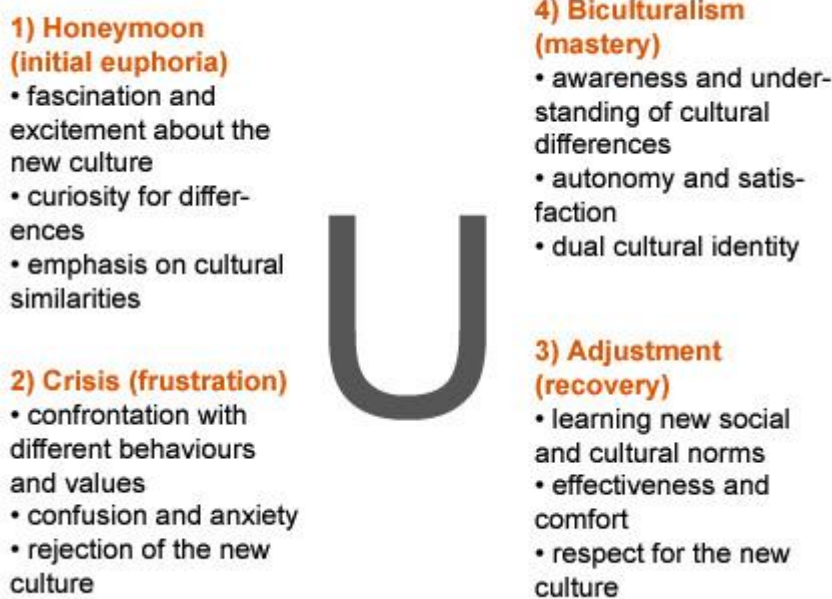 1) Honeymoon
(initial euphoria)
• fascination and
excitement about the
new culture
• curiosity for differ-
ences
• emphasis on cultural
similarities
2) Crisis (frustration)
• confrontation with
different behaviours
and values
• confusion and anxiety
• rejection of the new
culture
U
3) Adjustment
(recovery)
• learning new social
and cultural norms
• effectiveness and
comfort
• respect for the new
culture
4) Biculturalism
(mastery)
• awareness and under-
standing of cultural
differences
• autonomy and satis-
faction
• dual cultural identity